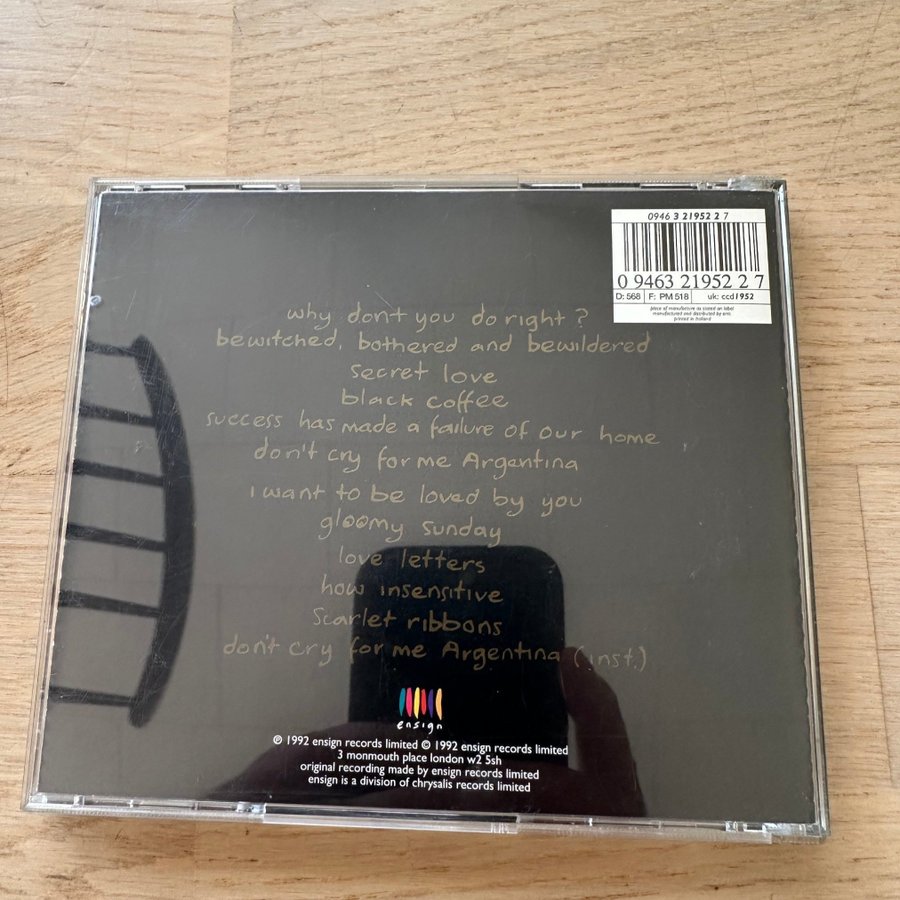 0946 3 21952 2 7
0 09463 21952 2 7
D: 568 F: PM 518 uk: ccd1952
place of manufacture as stated on label
manufactured and distributed by emi
printed in holland
why don't you do right ?
bewitched, bothered and bewildered
secret love
black coffee
success has made a failure of our home
don't cry for me Argentina
I want to be loved by you
gloomy sunday
love letters
how insensitive
Scarlet ribbons
don't cry for me Argentina (inst.)
ensign
℗ 1992 ensign records limited © 1992 ensign records limited
3 monmouth place london w2 5sh
original recording made by ensign records limited
ensign is a division of chrysalis records limited